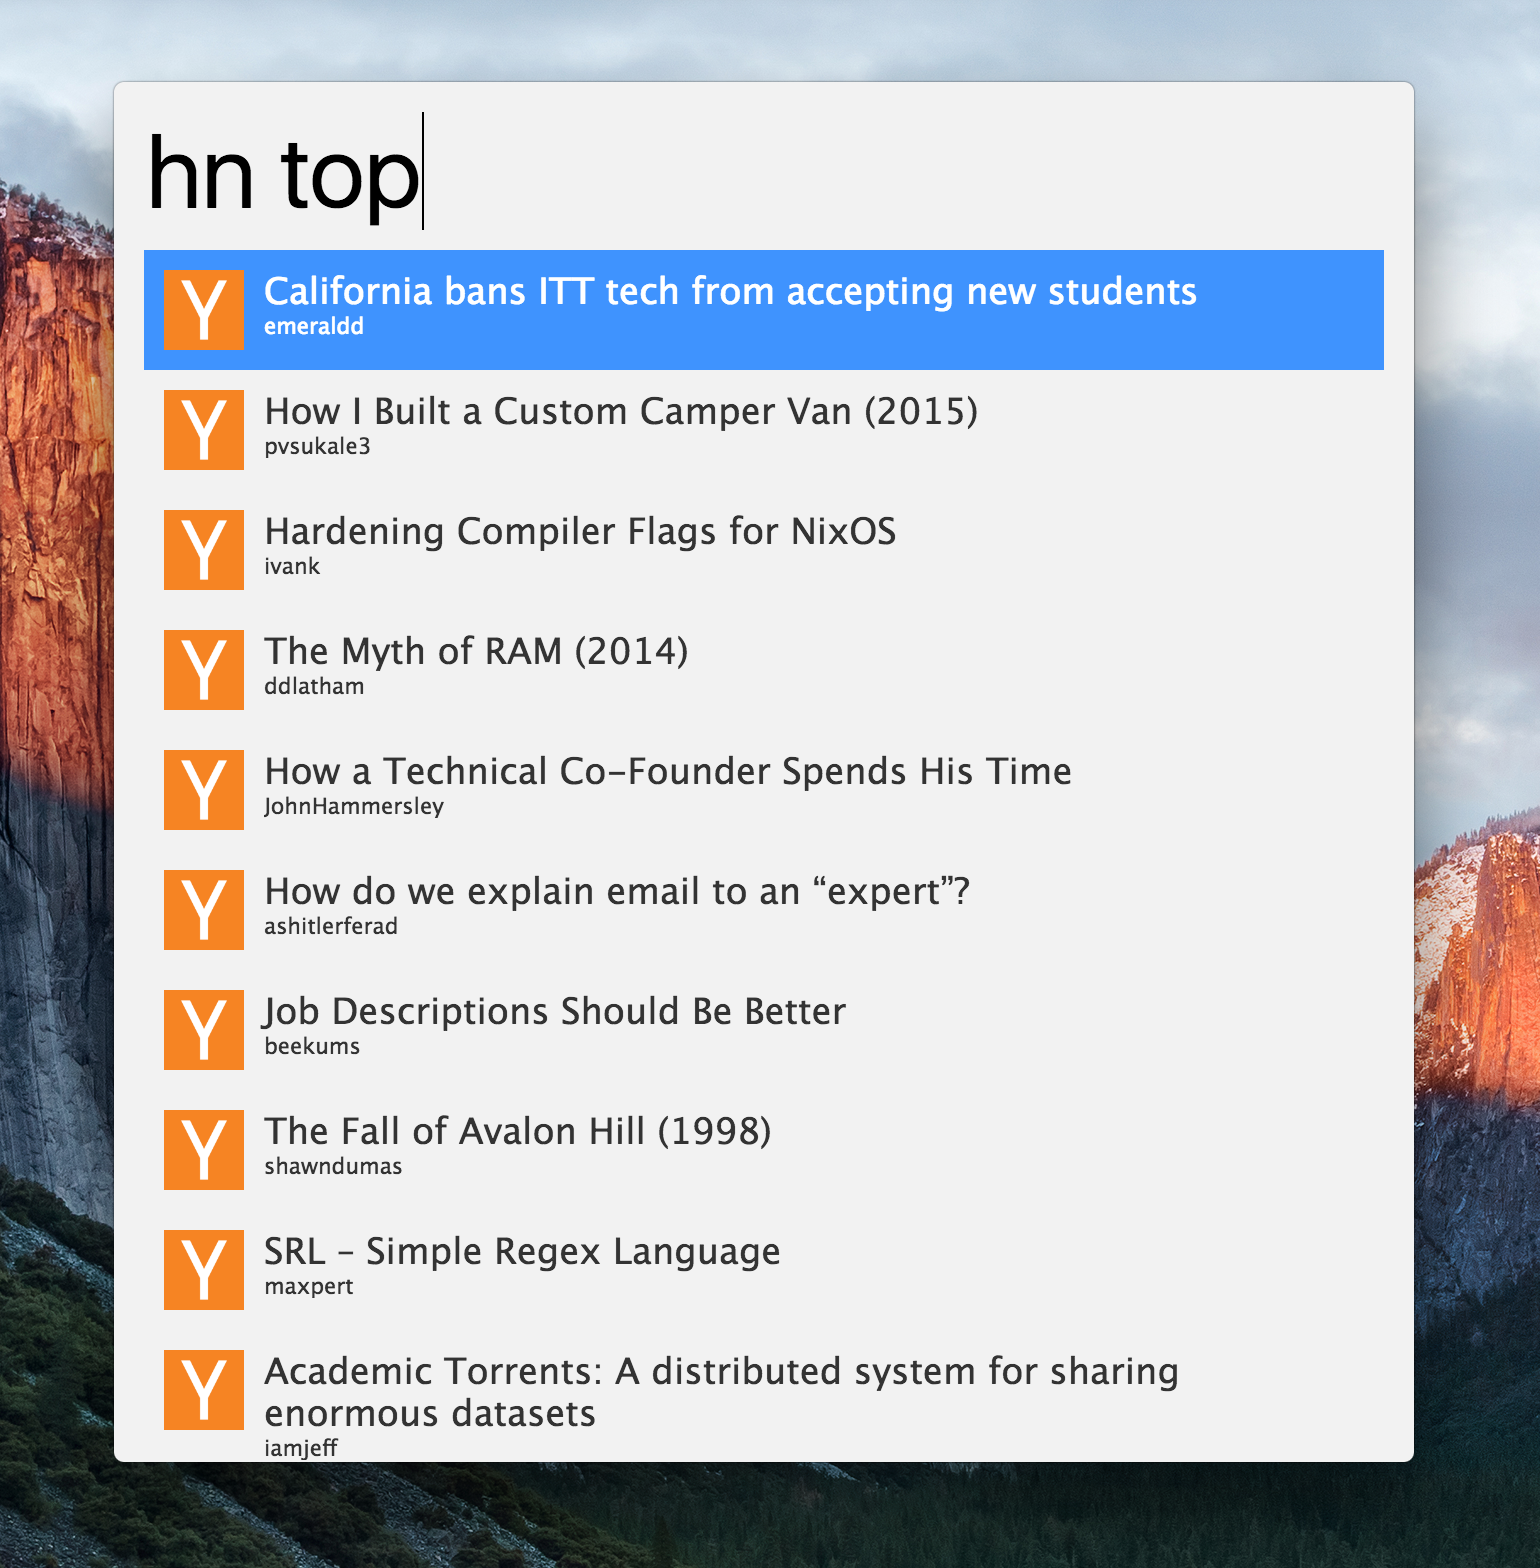 hn top
Y
California bans ITT tech from accepting new students
emeraldd
Y
How I Built a Custom Camper Van (2015)
pvsukale3
Y
Hardening Compiler Flags for NixOS
ivank
Y
The Myth of RAM (2014)
ddlatham
Y
How a Technical Co-Founder Spends His Time
JohnHammersley
Y
How do we explain email to an “expert”?
ashitlerferad
Y
Job Descriptions Should Be Better
beekums
Y
The Fall of Avalon Hill (1998)
shawndumas
Y
SRL – Simple Regex Language
maxpert
Y
Academic Torrents: A distributed system for sharing
enormous datasets
iamjeff